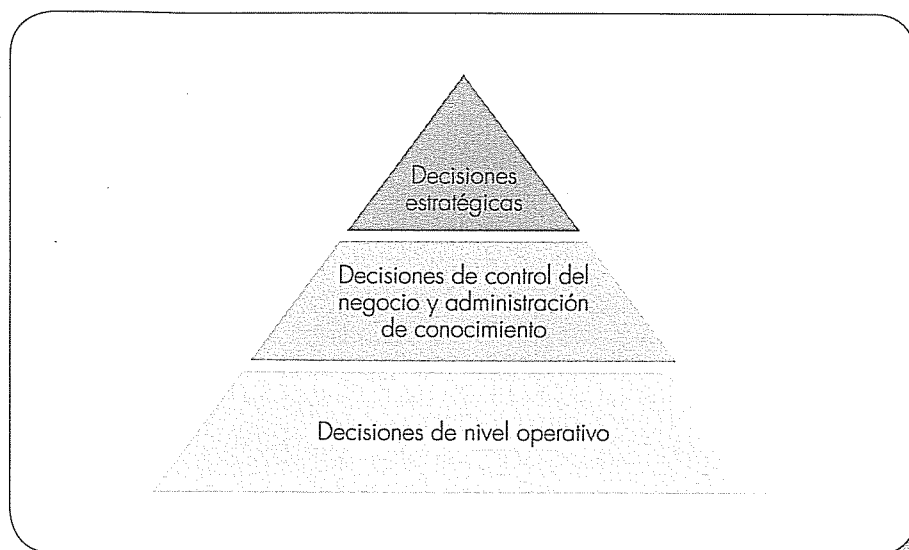 Decisiones
estratégicas
Decisiones de control del
negocio y administración
de conocimiento
Decisiones de nivel operativo